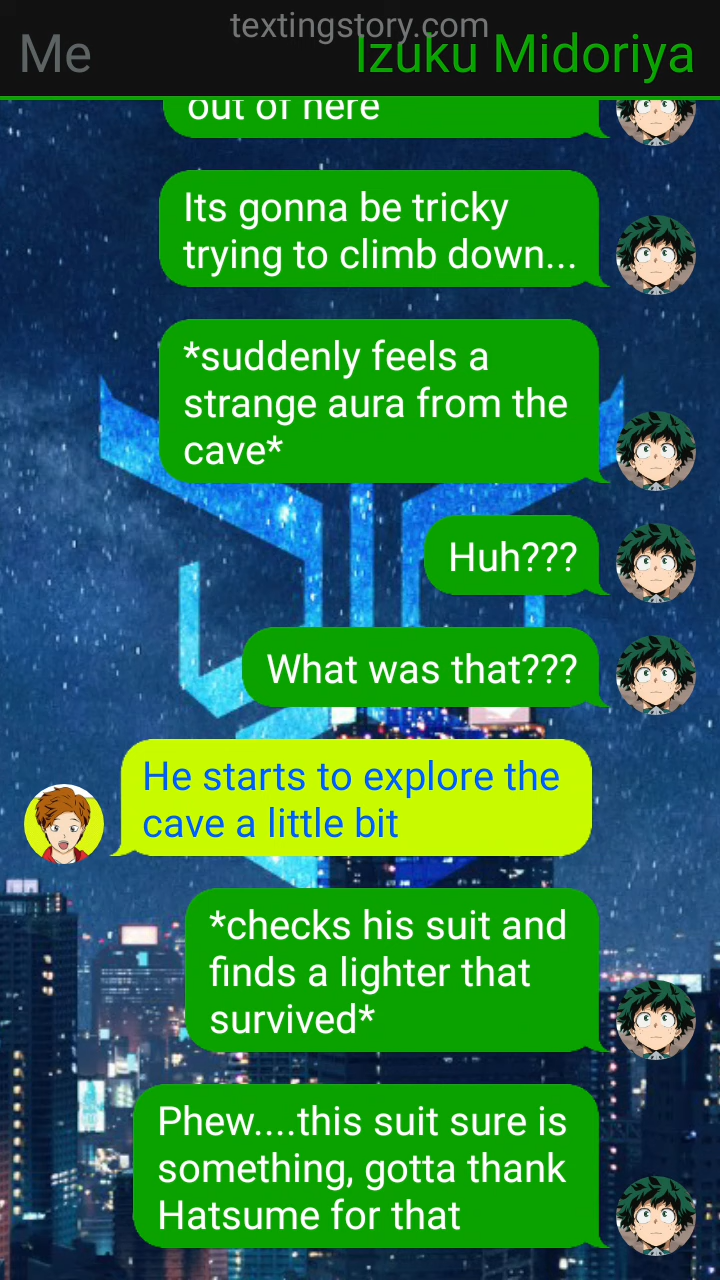 textingstory.com
Me
Izuku Midoriya
out of here
Its gonna be tricky
trying to climb down...
*suddenly feels a
strange aura from the
cave*
Huh???
What was that???
He starts to explore the
cave a little bit
*checks his suit and
finds a lighter that
survived*
Phew....this suit sure is
something, gotta thank
Hatsume for that